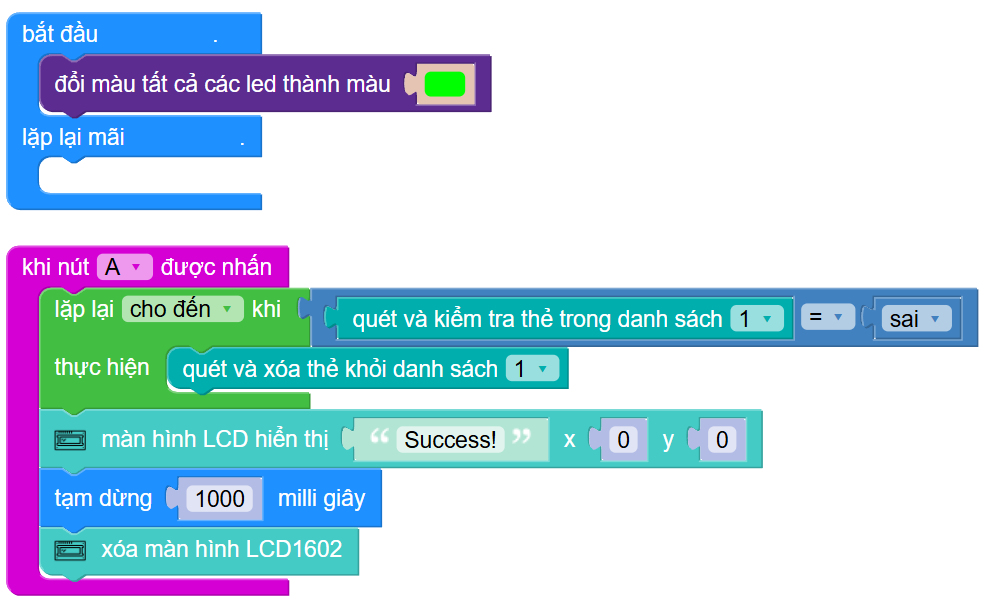 bắt đầu .
đổi màu tất cả các led thành màu
lặp lại mãi .
khi nút A được nhấn
lặp lại cho đến khi quét và kiểm tra thẻ trong danh sách 1 = sai
thực hiện quét và xóa thẻ khỏi danh sách 1
màn hình LCD hiển thị “ Success! ” x 0 y 0
tạm dừng 1000 milli giây
xóa màn hình LCD1602